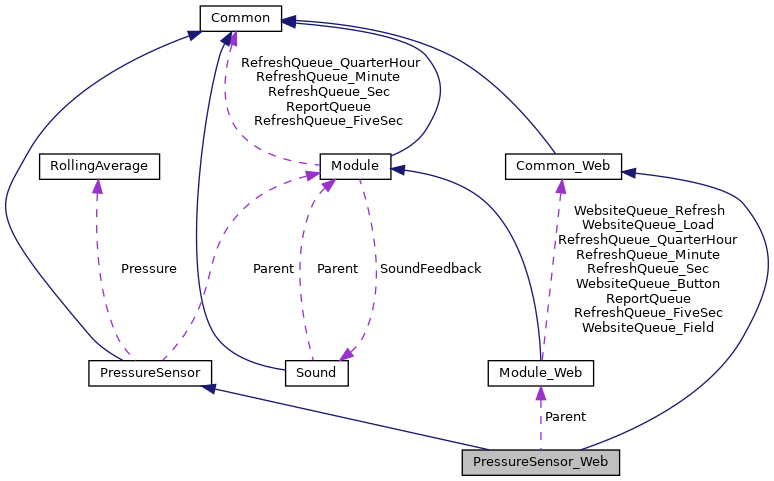 Common
RefreshQueue_QuarterHour
RefreshQueue_Minute
RefreshQueue_Sec
ReportQueue
RefreshQueue_FiveSec
RollingAverage
Module
Common_Web
WebsiteQueue_Refresh
WebsiteQueue_Load
RefreshQueue_QuarterHour
RefreshQueue_Minute
RefreshQueue_Sec
WebsiteQueue_Button
ReportQueue
RefreshQueue_FiveSec
WebsiteQueue_Field
Pressure
Parent
Parent
SoundFeedback
PressureSensor
Sound
Module_Web
Parent
PressureSensor_Web